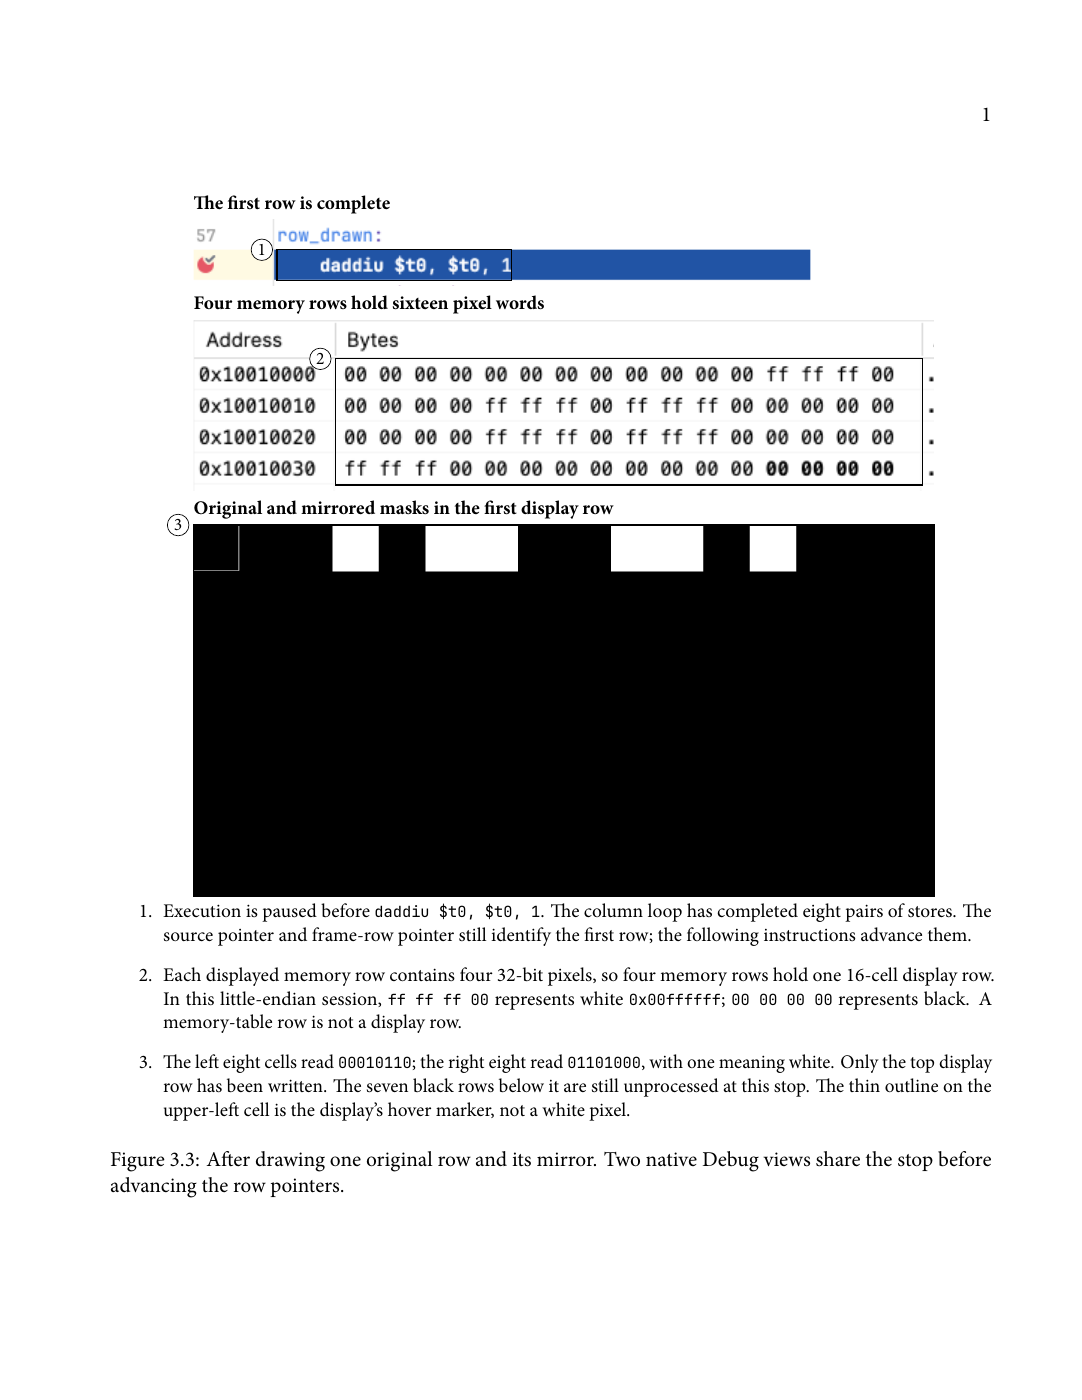 1
The first row is complete
57 row_drawn:
1 daddiu $t0, $t0, 1
Four memory rows hold sixteen pixel words
Address Bytes
2
0x10010000 00 00 00 00 00 00 00 00 00 00 00 00 ff ff ff 00 .
0x10010010 00 00 00 00 ff ff ff 00 ff ff ff 00 00 00 00 00 .
0x10010020 00 00 00 00 ff ff ff 00 ff ff ff 00 00 00 00 00 .
0x10010030 ff ff ff 00 00 00 00 00 00 00 00 00 00 00 00 00 .
Original and mirrored masks in the first display row
3
1. Execution is paused before daddiu $t0, $t0, 1. The column loop has completed eight pairs of stores. The
source pointer and frame-row pointer still identify the first row; the following instructions advance them.
2. Each displayed memory row contains four 32-bit pixels, so four memory rows hold one 16-cell display row.
In this little-endian session, ff ff ff 00 represents white 0x00ffffff; 00 00 00 00 represents black. A
memory-table row is not a display row.
3. The left eight cells read 00010110; the right eight read 01101000, with one meaning white. Only the top display
row has been written. The seven black rows below it are still unprocessed at this stop. The thin outline on the
upper-left cell is the display’s hover marker, not a white pixel.
Figure 3.3: After drawing one original row and its mirror. Two native Debug views share the stop before
advancing the row pointers.